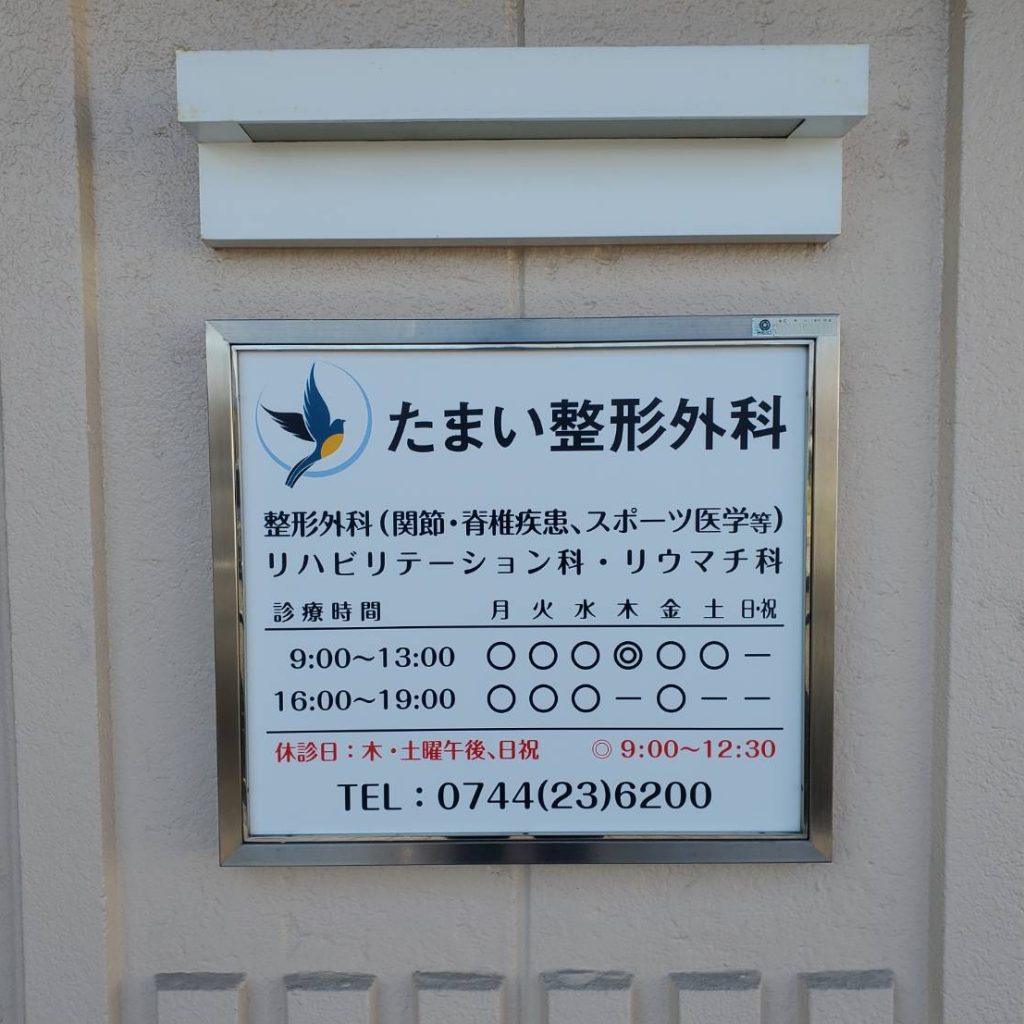 たまい整形外科
整形外科(関節・脊椎疾患、スポーツ医学等)
リハビリテーション科・リウマチ科
診療時間 月 火 水 木 金 土 日・祝
9:00〜13:00 ○ ○ ○ ◎ ○ ○ ー
16:00〜19:00 ○ ○ ○ ー ○ ー ー
休診日：木・土曜午後、日祝 ◎ 9:00〜12:30
TEL：0744(23)6200